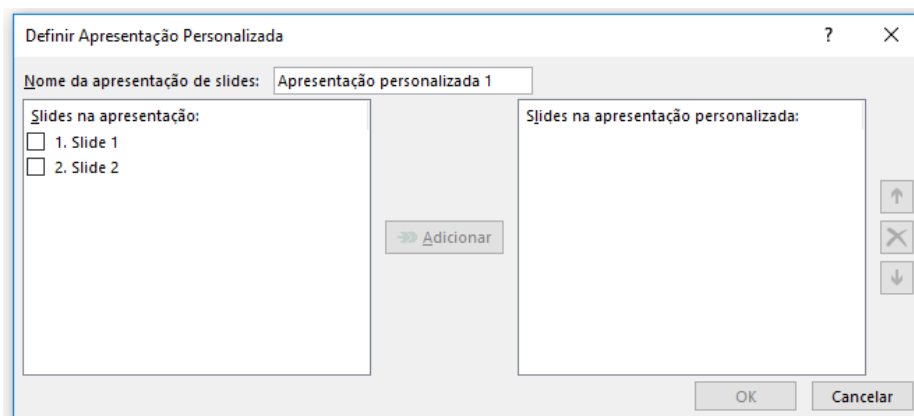 Definir Apresentação Personalizada ?
Nome da apresentação de slides: Apresentação personalizada 1
Slides na apresentação:
1. Slide 1
2. Slide 2
Adicionar
Slides na apresentação personalizada:
OK Cancelar